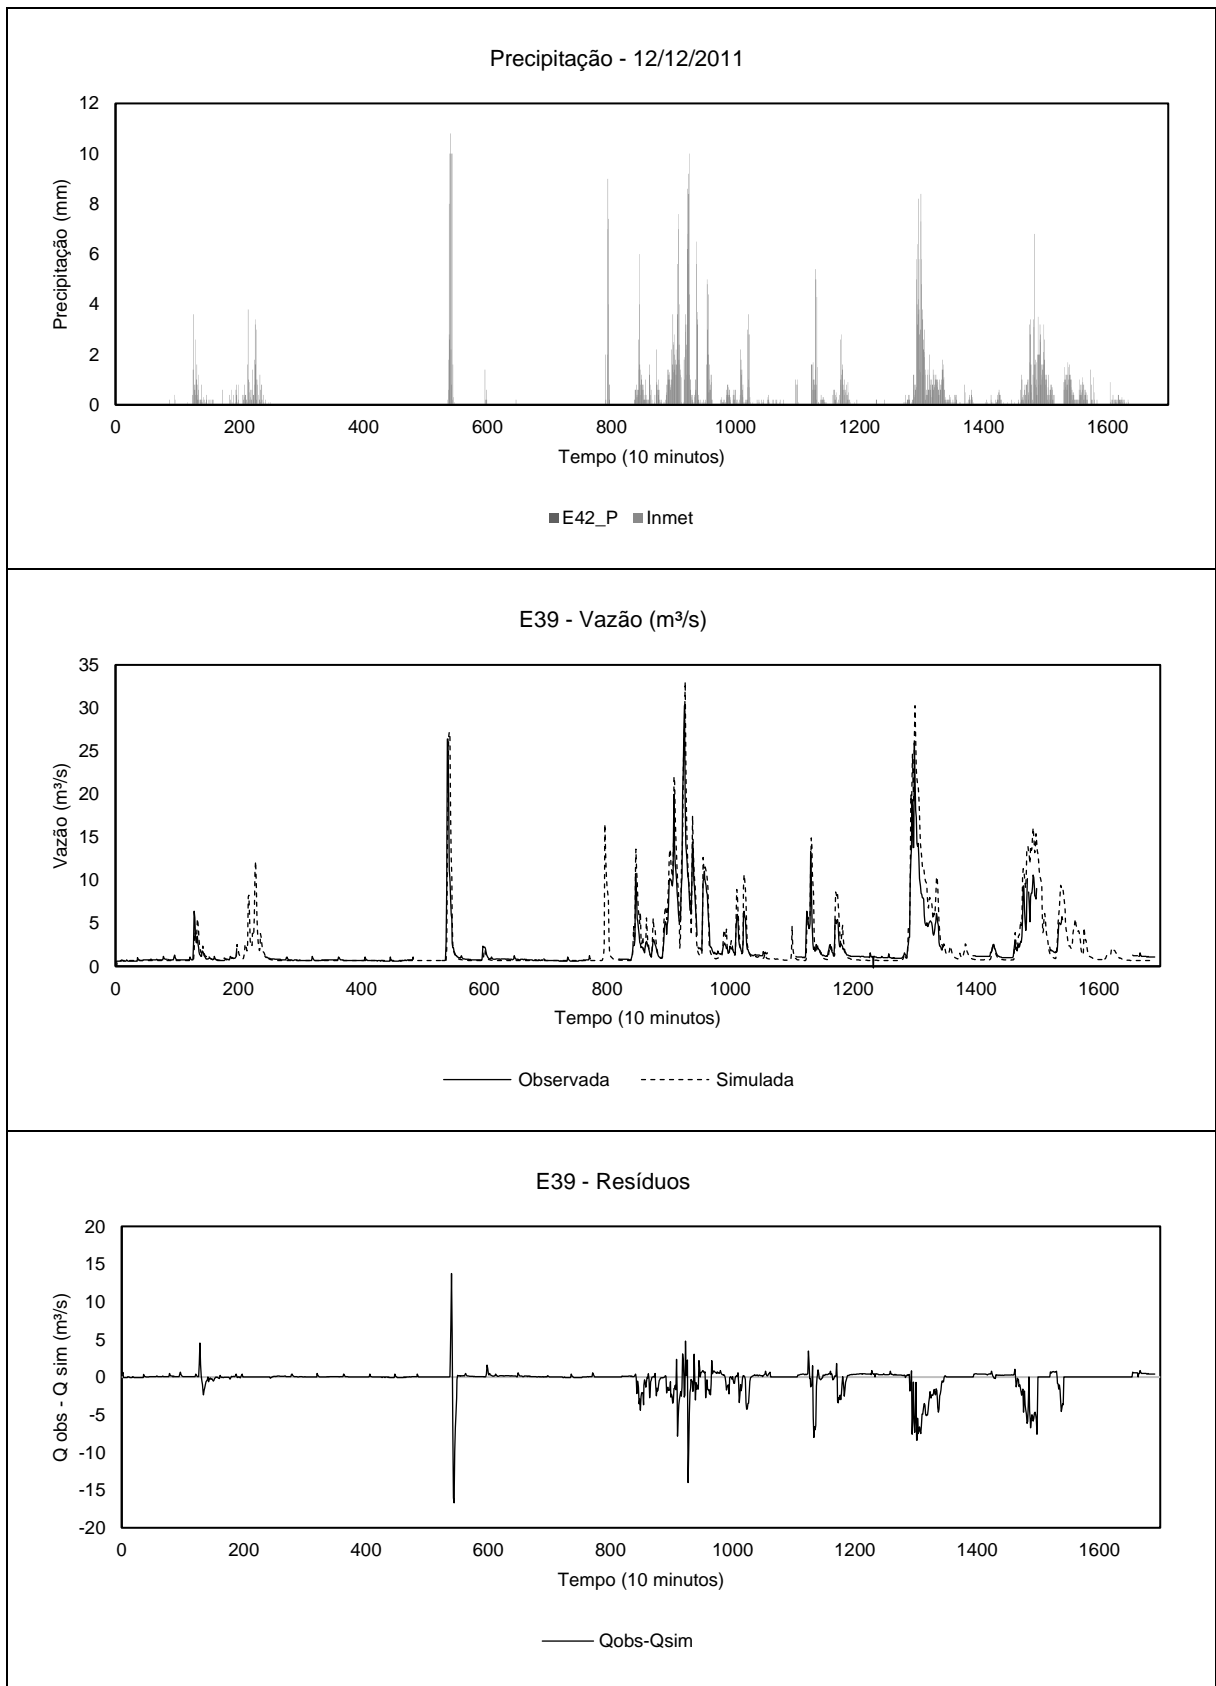 Precipitação - 12/12/2011
12
10
8
6
4
2
0
Precipitação (mm)
0 200 400 600 800 1000 1200 1400 1600
Tempo (10 minutos)
E42_P Inmet
E39 - Vazão (m³/s)
35
30
25
20
15
10
5
0
Vazão (m³/s)
0 200 400 600 800 1000 1200 1400 1600
Tempo (10 minutos)
Observada Simulada
E39 - Resíduos
20
15
10
5
0
-5
-10
-15
-20
Q obs - Q sim (m³/s)
0 200 400 600 800 1000 1200 1400 1600
Tempo (10 minutos)
Qobs-Qsim